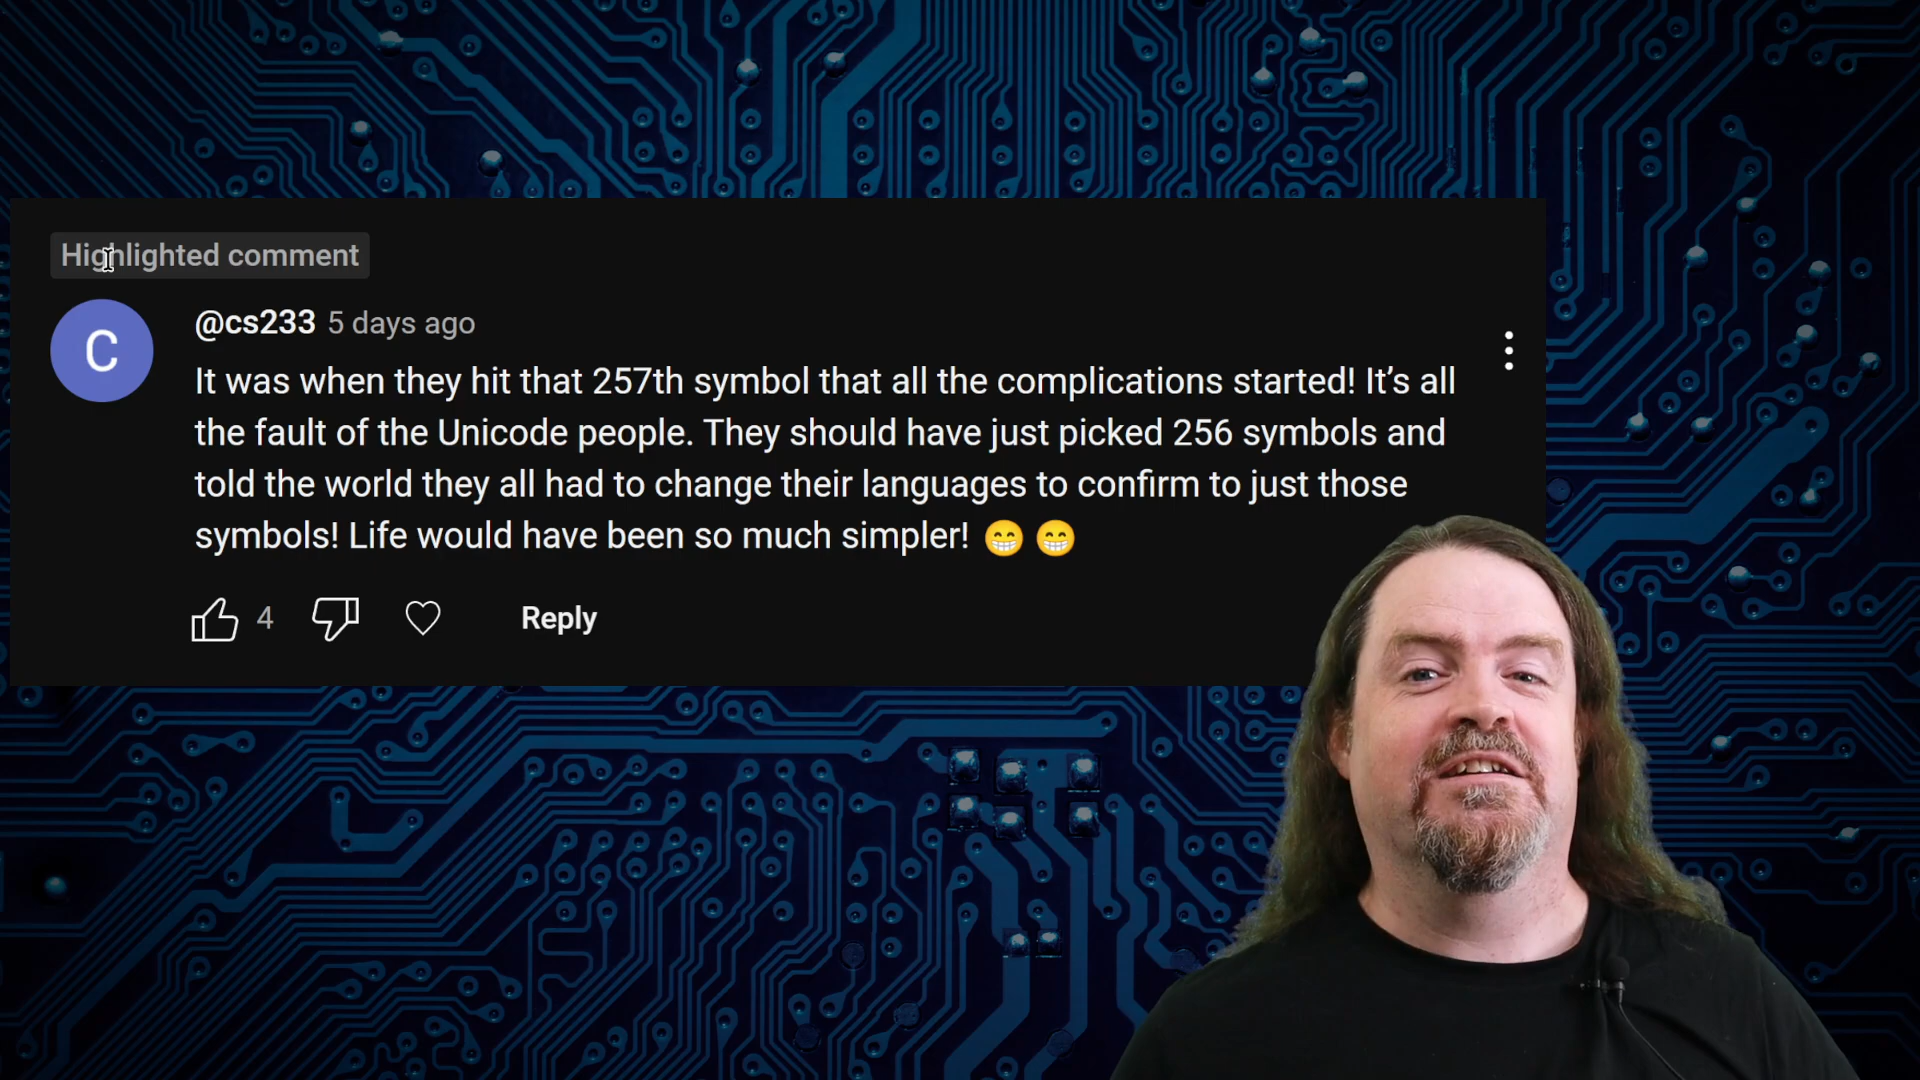 Highlighted comment
C
@cs233 5 days ago
It was when they hit that 257th symbol that all the complications started! It’s all
the fault of the Unicode people. They should have just picked 256 symbols and
told the world they all had to change their languages to confirm to just those
symbols! Life would have been so much simpler! 😁 😁
4
Reply